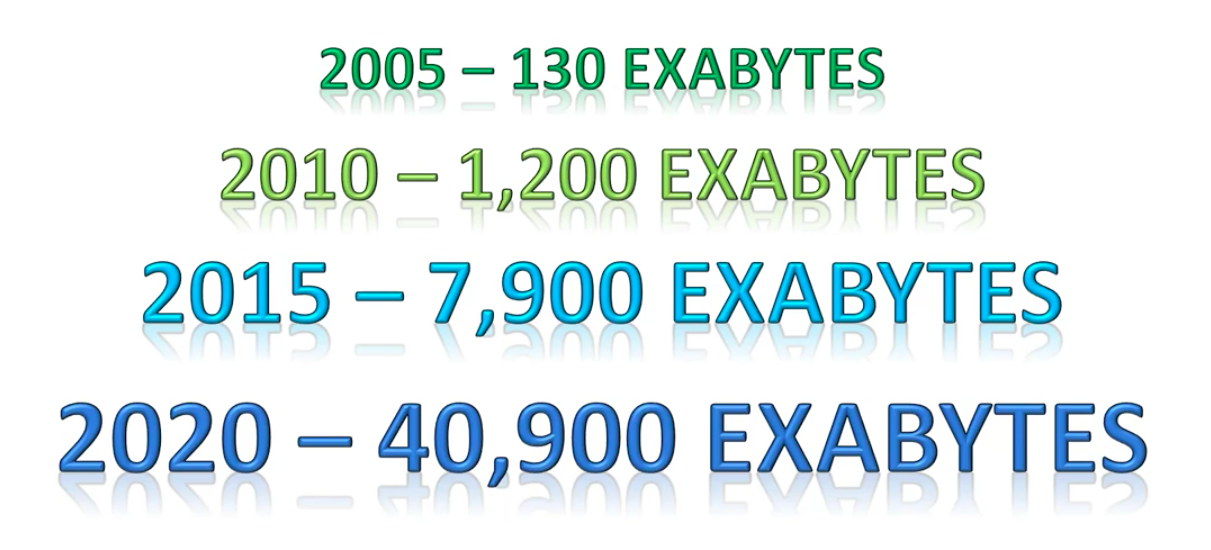 2005 – 130 EXABYTES
2010 – 1,200 EXABYTES
2015 – 7,900 EXABYTES
2020 – 40,900 EXABYTES